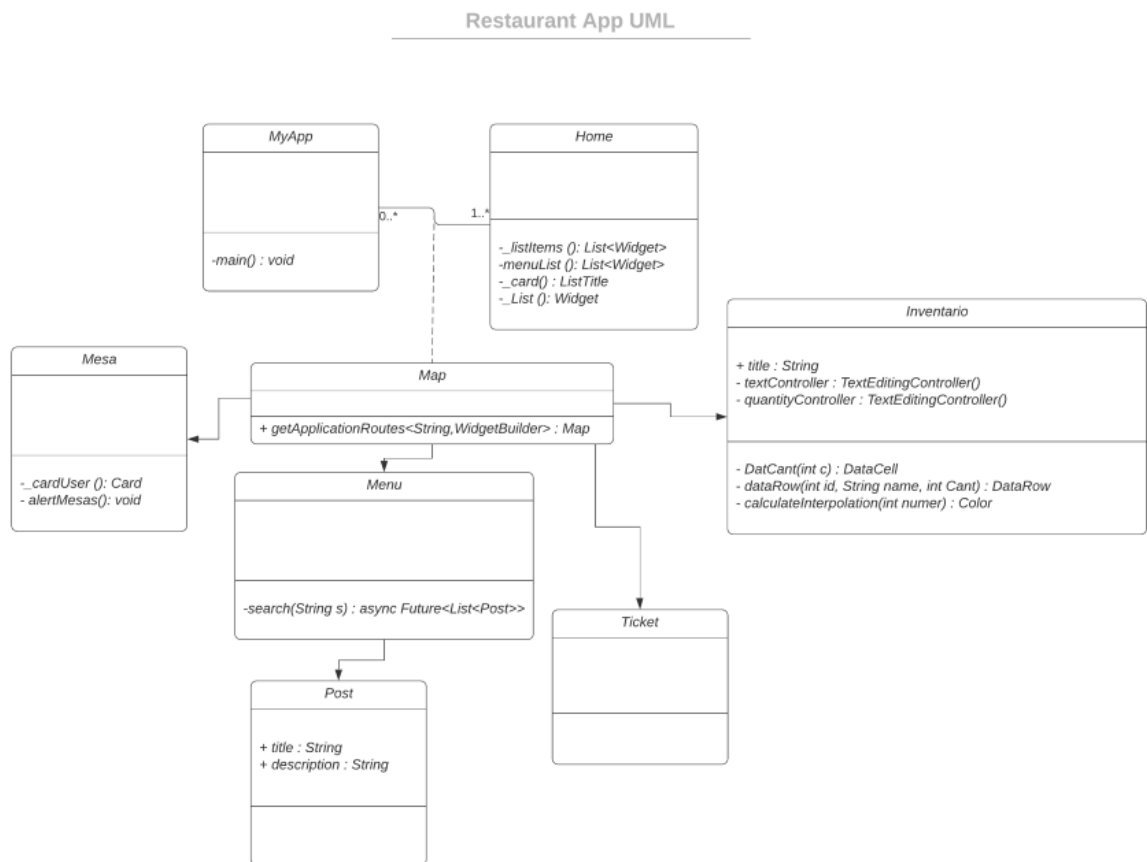 Restaurant App UML
MyApp
-main() : void
0..*
1..*
Home
-_listItems (): List<Widget>
-menuList (): List<Widget>
-_card() : ListTitle
-_List (): Widget
Mesa
-_cardUser (): Card
- alertMesas(): void
Map
+ getApplicationRoutes<String,WidgetBuilder> : Map
Inventario
+ title : String
- textController : TextEditingController()
- quantityController : TextEditingController()
- DatCant(int c) : DataCell
- dataRow(int id, String name, int Cant) : DataRow
- calculateInterpolation(int numer) : Color
Menu
-search(String s) : async Future<List<Post>>
Ticket
Post
+ title : String
+ description : String